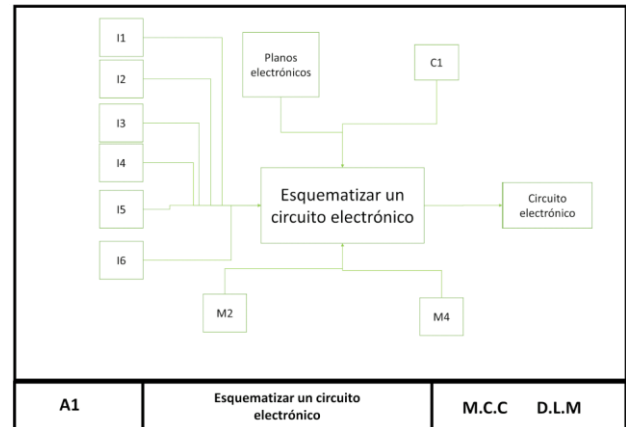 I1
I2
I3
I4
I5
I6
Planos
electrónicos
C1
Esquematizar un
circuito electrónico
Circuito
electrónico
M2
M4
A1
Esquematizar un circuito
electrónico
M.C.C D.L.M